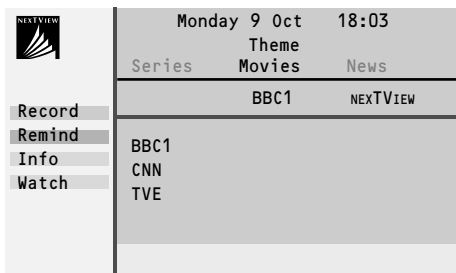 NEXTVIEW
Monday 9 Oct 18:03
Theme
Series Movies News
BBC1 NEXTVIEW
Record
Remind
Info
Watch
BBC1
CNN
TVE